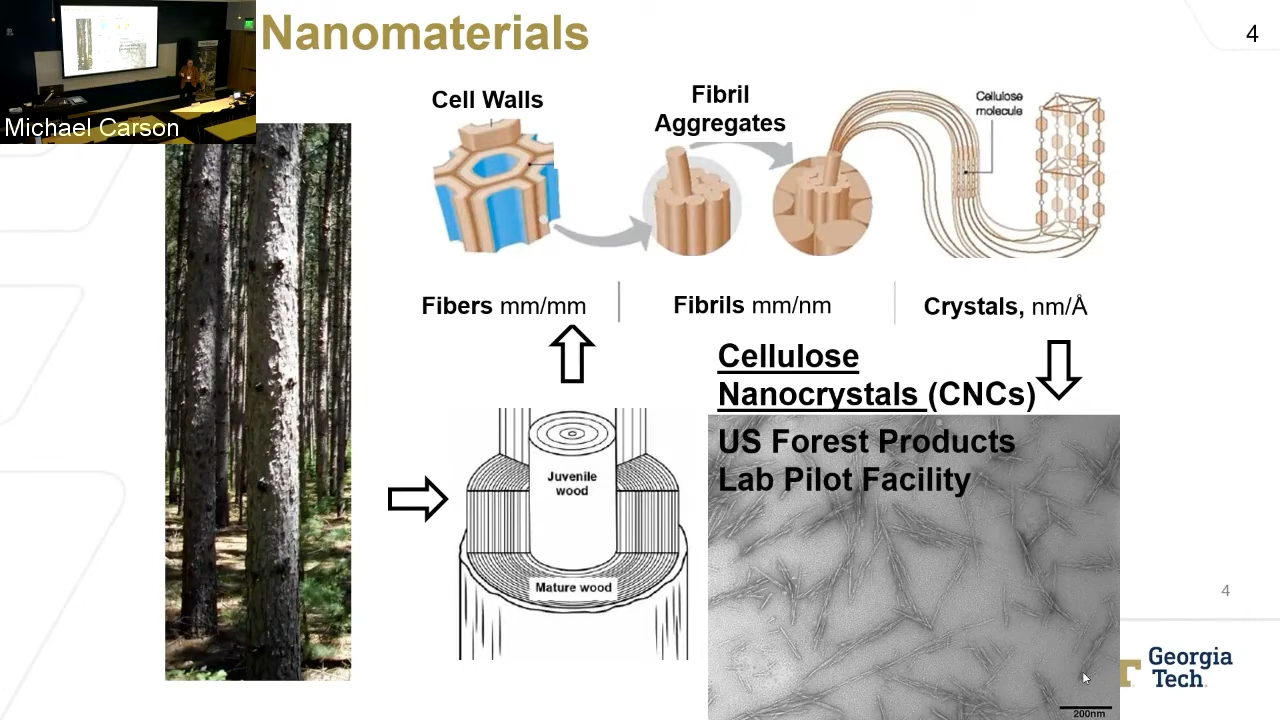 Nanomaterials
4
Michael Carson
Cell Walls
Fibril
Aggregates
Cellulose
molecule
Fibers mm/mm
Fibrils mm/nm
Crystals, nm/Å
Cellulose
Nanocrystals (CNCs)
US Forest Products
Lab Pilot Facility
Juvenile
wood
Mature wood
4
Georgia
Tech
200nm